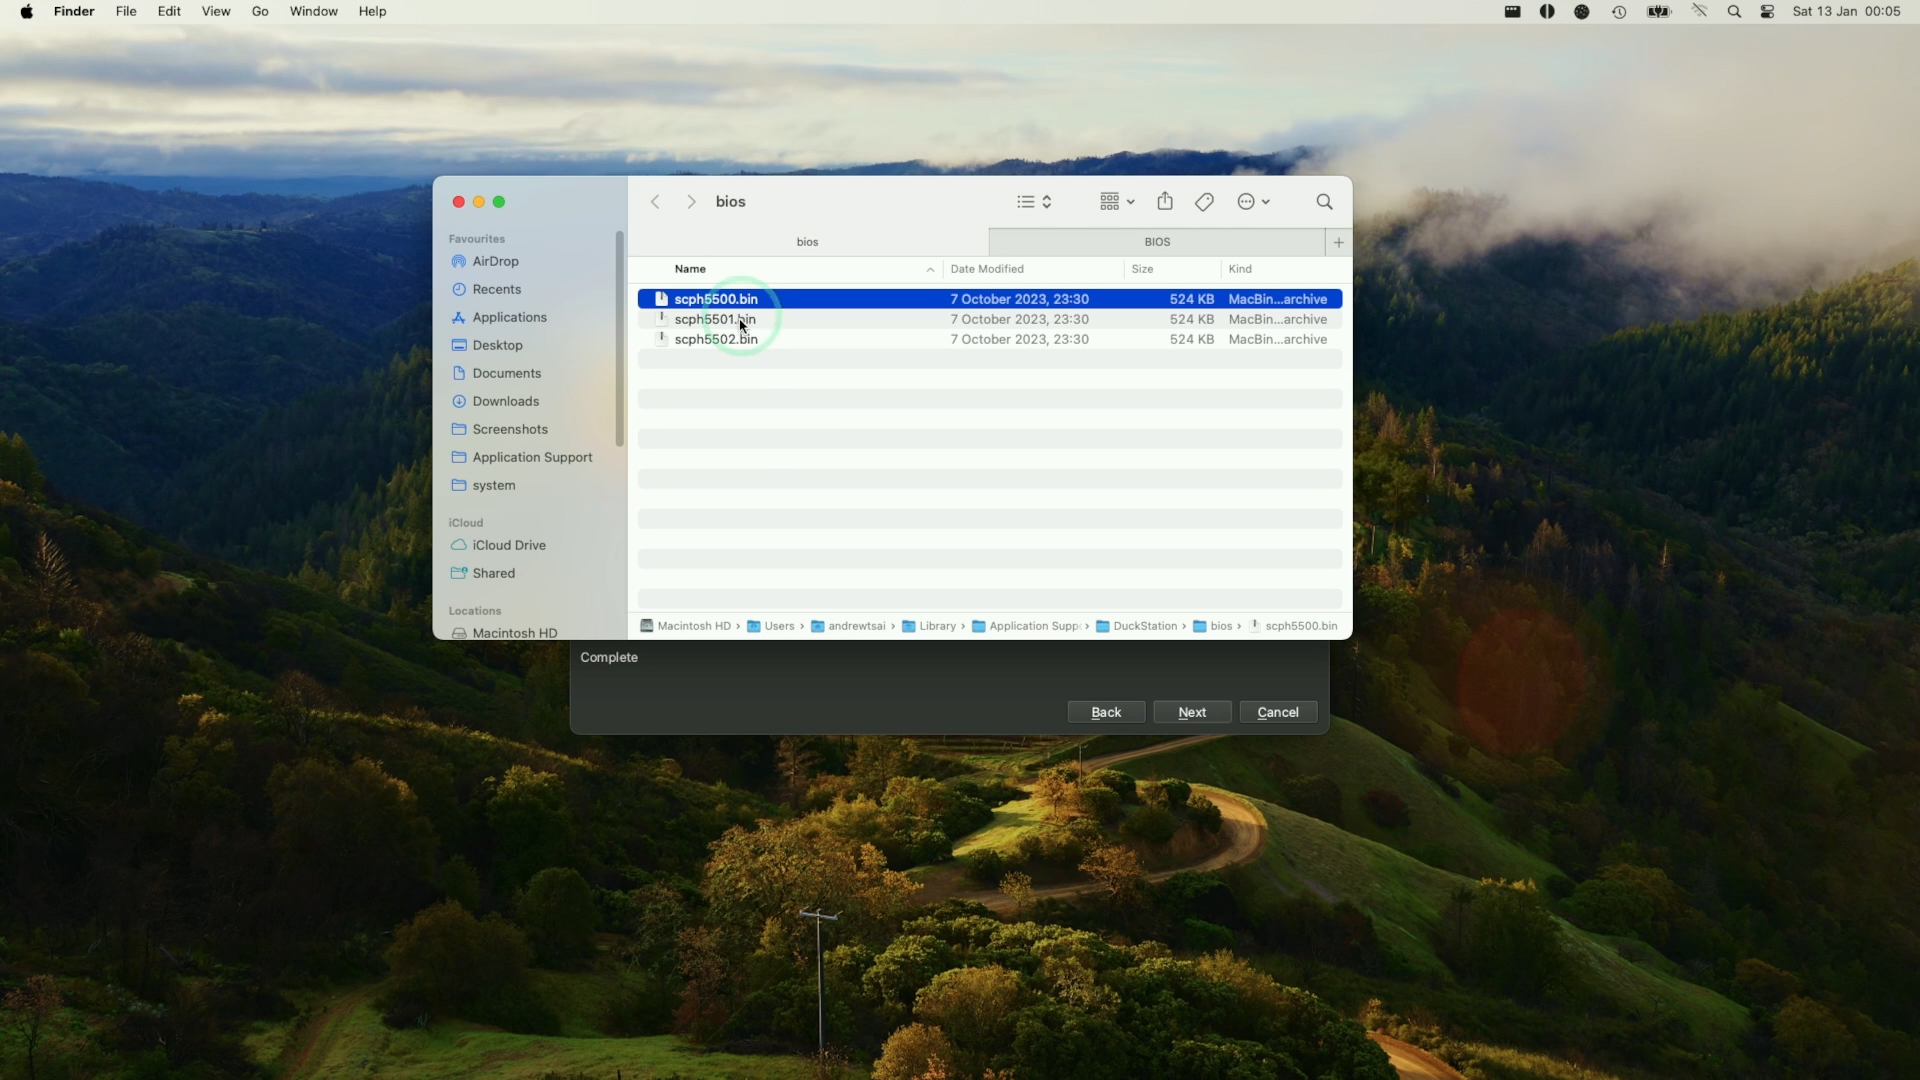 Finder File Edit View Go Window Help Sat 13 Jan 00:05
bios
bios BIOS
Name Date Modified Size Kind
scph5500.bin 7 October 2023, 23:30 524 KB MacBin...archive
scph5501.bin 7 October 2023, 23:30 524 KB MacBin...archive
scph5502.bin 7 October 2023, 23:30 524 KB MacBin...archive
Favourites
AirDrop
Recents
Applications
Desktop
Documents
Downloads
Screenshots
Application Support
system
iCloud
iCloud Drive
Shared
Locations
Macintosh HD
Macintosh HD › Users › andrewtsai › Library › Application Supp › DuckStation › bios › scph5500.bin
Complete
Back Next Cancel